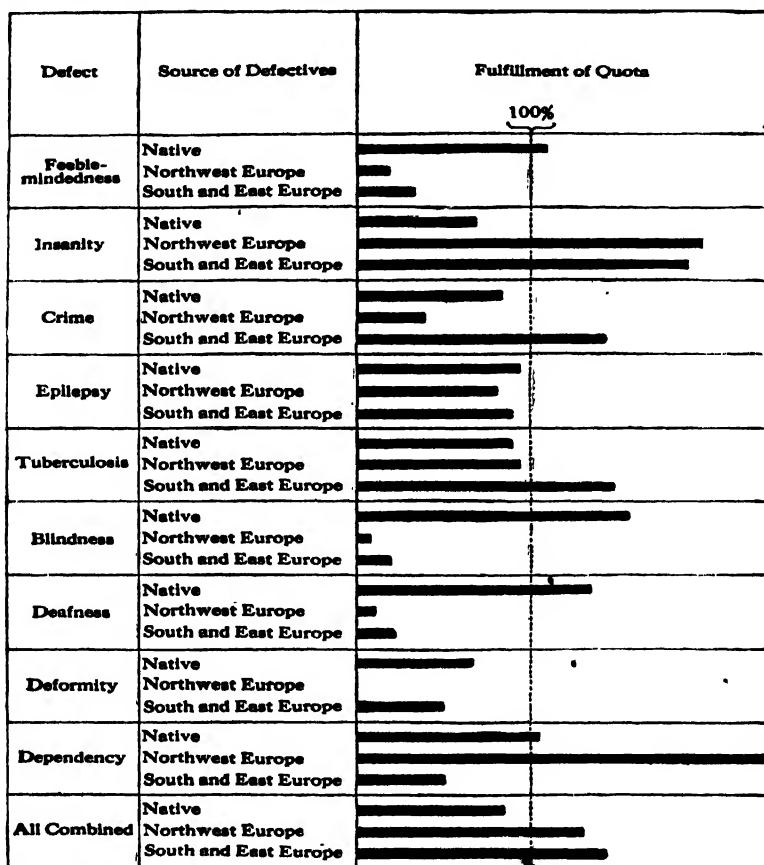 Defect
Source of Defectives
Fulfillment of Quota
100%
Feeble-
mindedness
Native
Northwest Europe
South and East Europe
Insanity
Native
Northwest Europe
South and East Europe
Crime
Native
Northwest Europe
South and East Europe
Epilepsy
Native
Northwest Europe
South and East Europe
Tuberculosis
Native
Northwest Europe
South and East Europe
Blindness
Native
Northwest Europe
South and East Europe
Deafness
Native
Northwest Europe
South and East Europe
Deformity
Native
Northwest Europe
South and East Europe
Dependency
Native
Northwest Europe
South and East Europe
All Combined
Native
Northwest Europe
South and East Europe